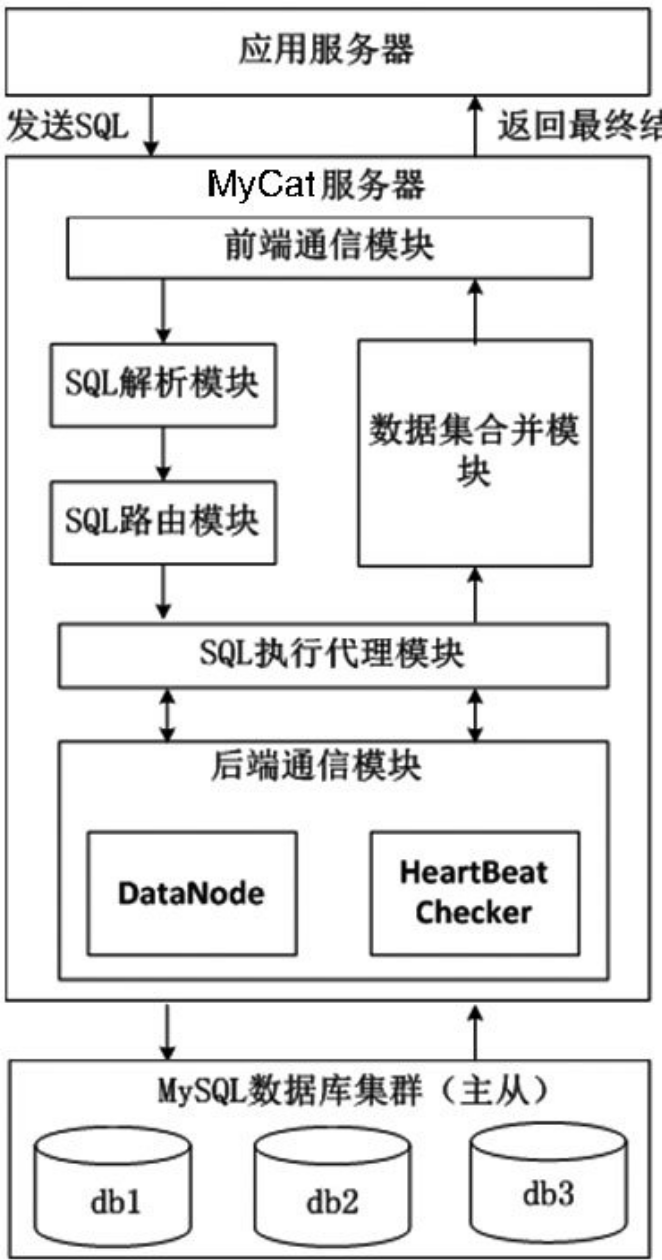 应用服务器
发送SQL
返回最终结
MyCat服务器
前端通信模块
SQL解析模块
数据集合并模
块
SQL路由模块
SQL执行代理模块
后端通信模块
DataNode
HeartBeat
Checker
MySQL数据库集群（主从）
db1
db2
db3